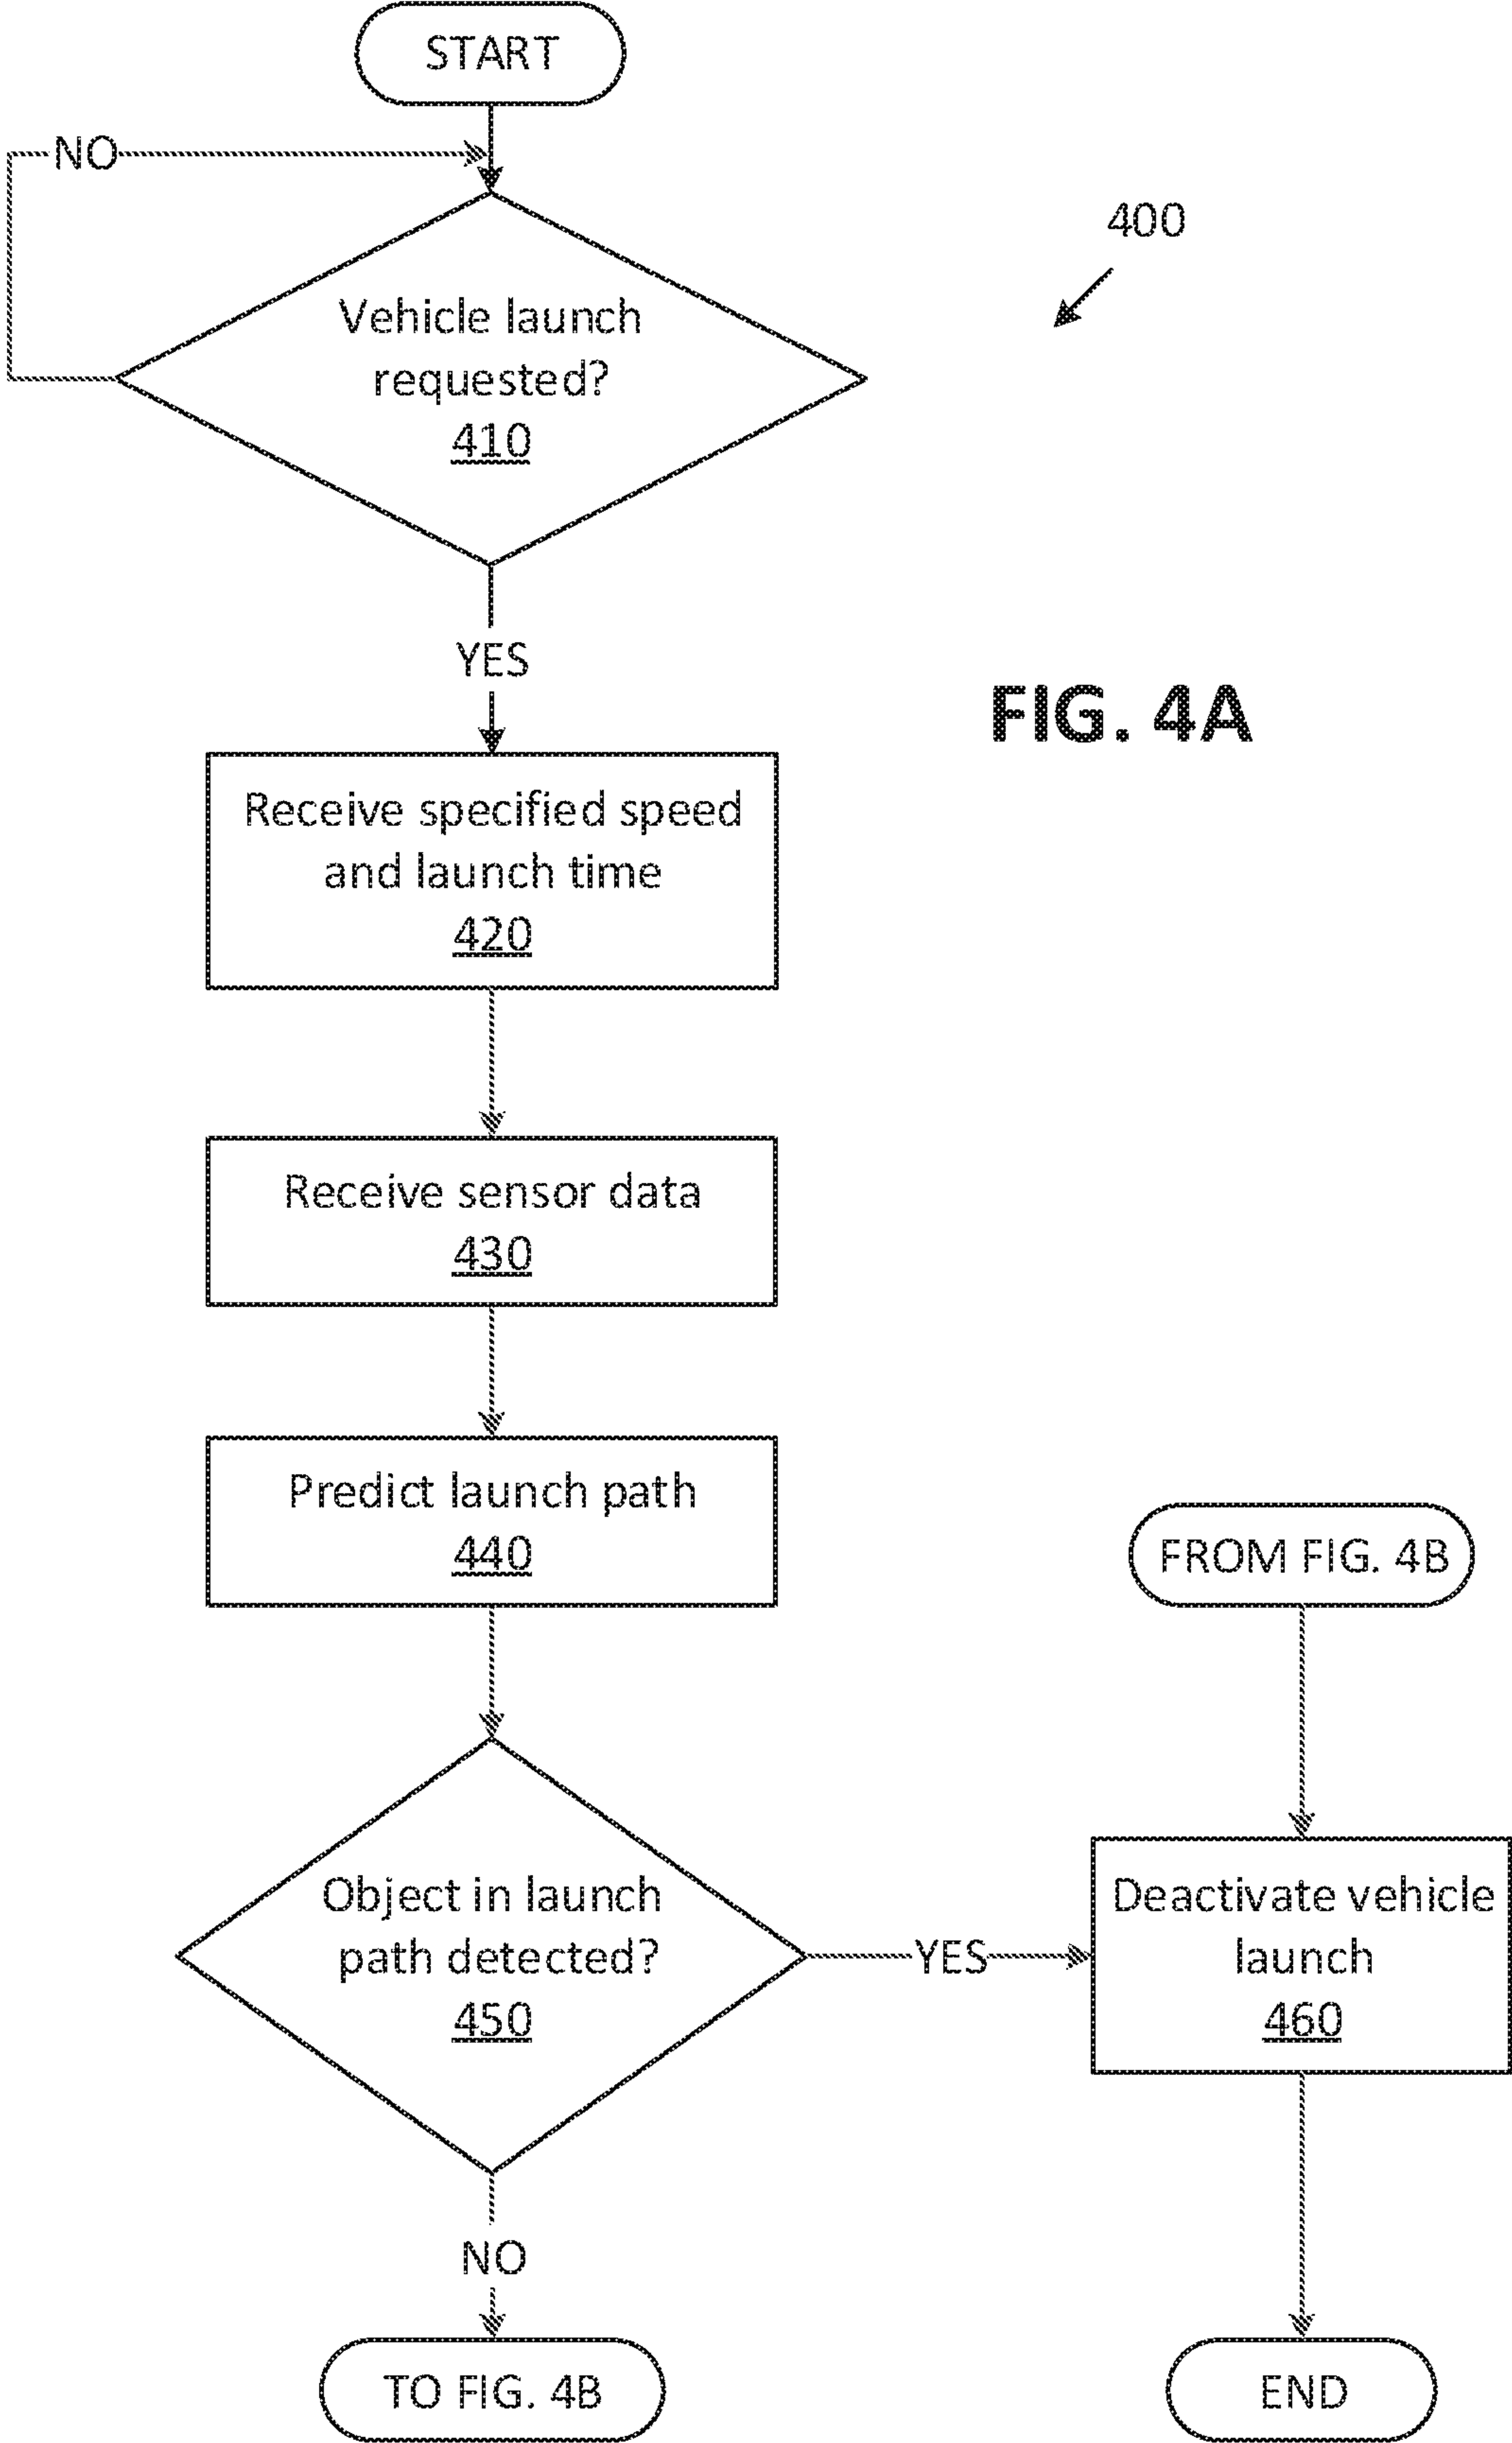 START
NO
400
Vehicle launch
requested?
410
YES
FIG. 4A
Receive specified speed
and launch time
420
Receive sensor data
430
Predict launch path
440
FROM FIG. 4B
Object in launch
path detected?
450
YES
Deactivate vehicle
launch
460
NO
TO FIG. 4B
END